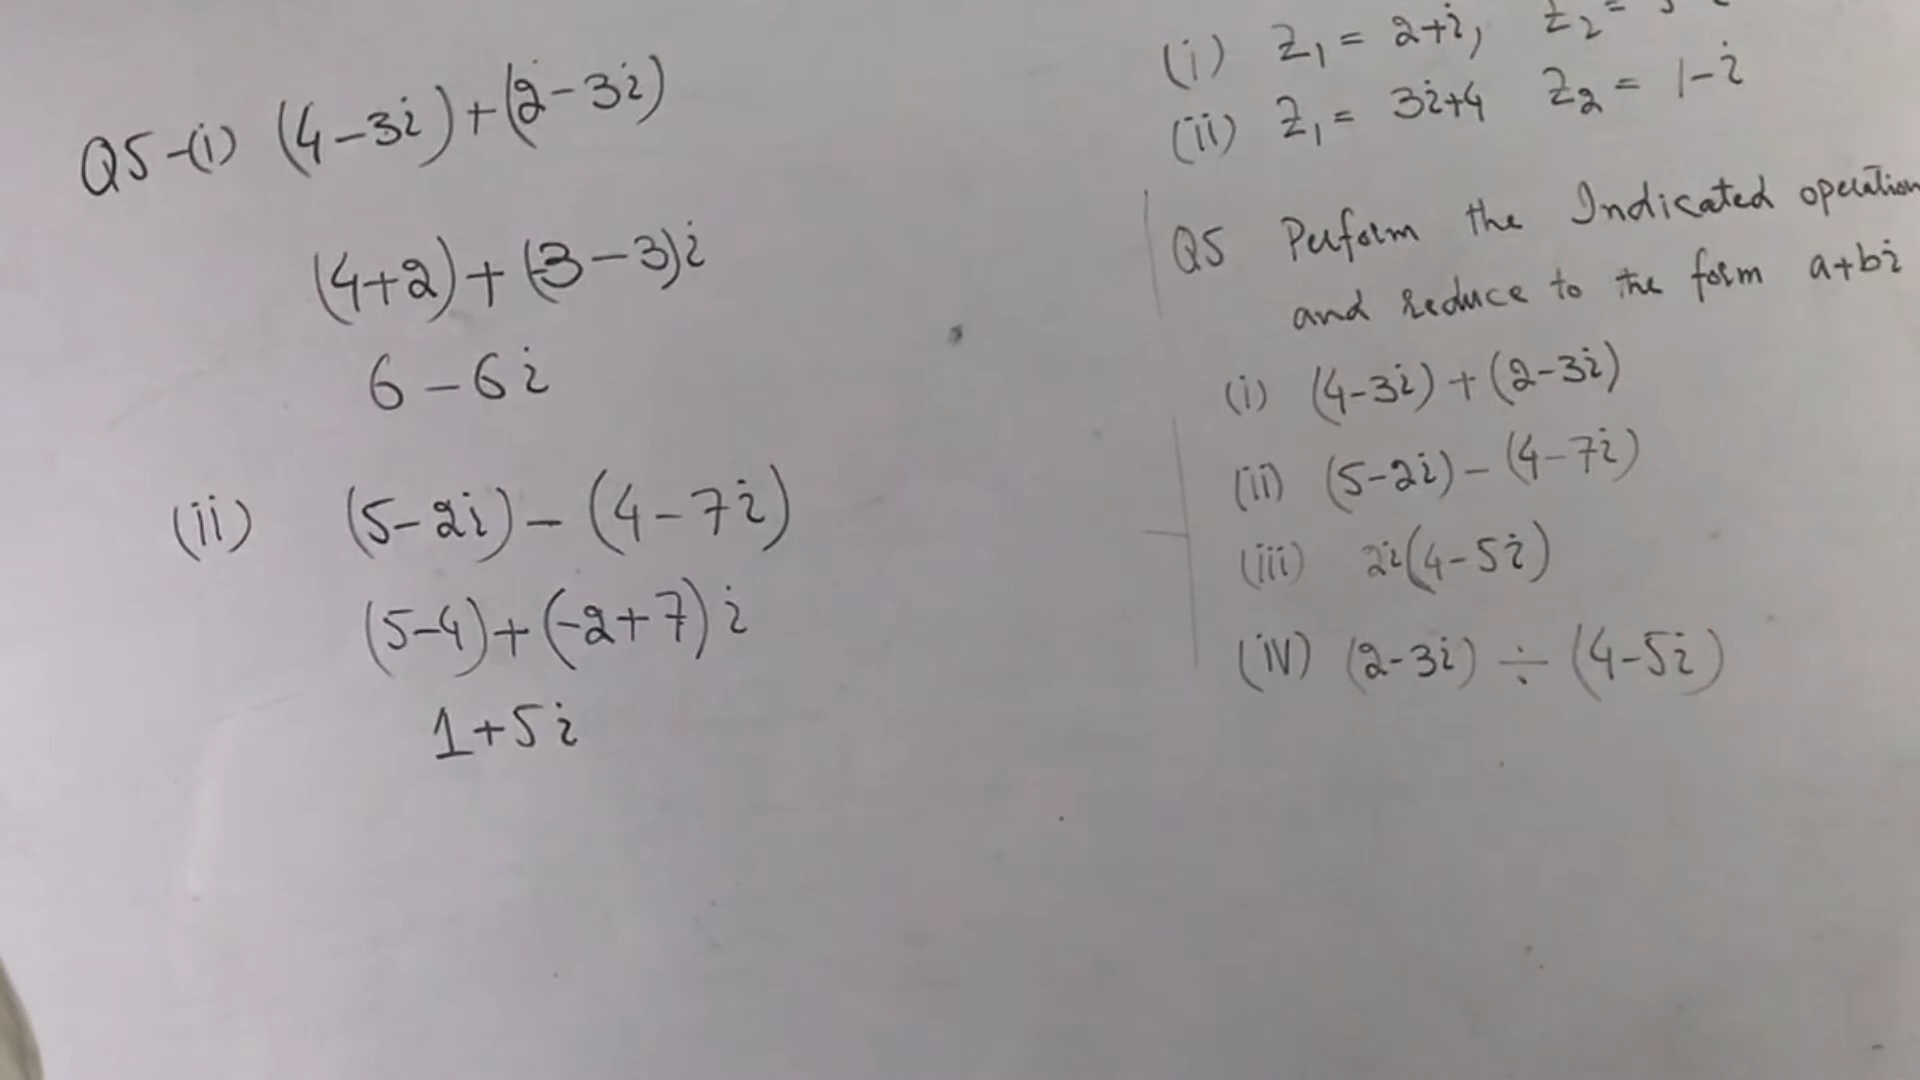 Q5-(i) (4-3i)+(2-3i)
(4+2)+(-3-3)i
6-6i
(ii) (5-2i)-(4-7i)
(5-4)+(-2+7)i
1+5i
(i) Z₁ = 2+i, Z₂ =
(ii) Z₁ = 3i+4 Z₂ = 1-i
Q5 Perform the Indicated operation
and reduce to the form a+bi
(i) (4-3i)+(2-3i)
(ii) (5-2i)-(4-7i)
(iii) 2i(4-5i)
(iv) (2-3i) ÷ (4-5i)